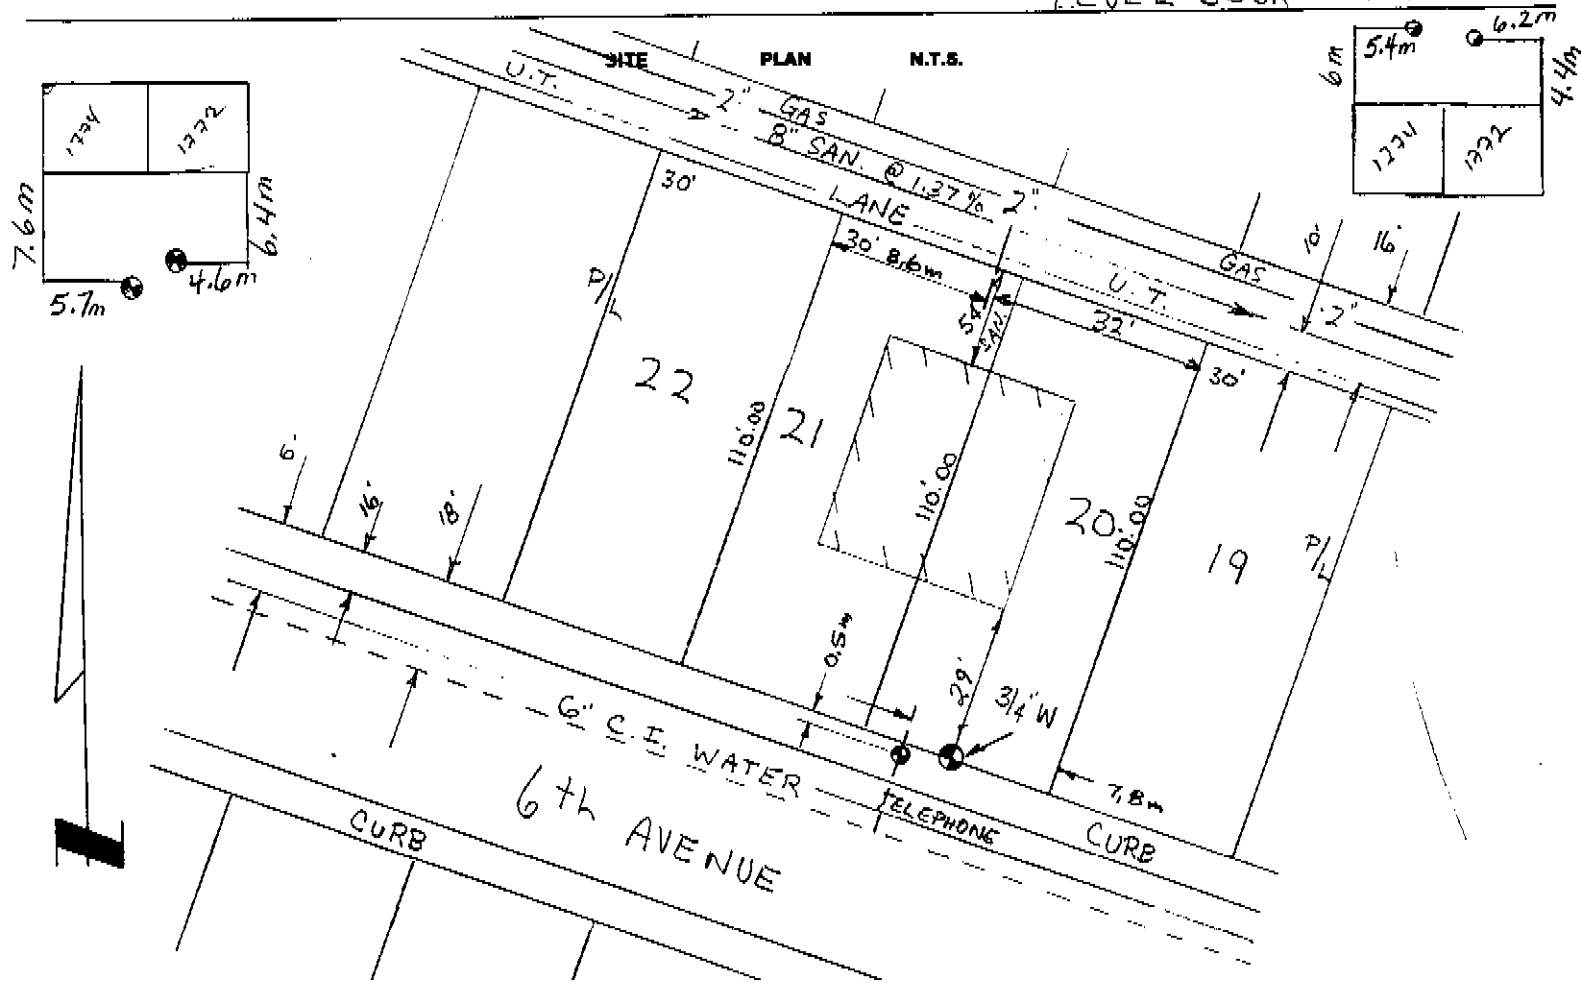 SITE PLAN N.T.S.
6.2m
5.4m
6m
4.4m
1774
1772
1774
1772
7.6m
6.4m
5.7m
4.6m
U.T.
2" GAS
8" SAN. @ 1.37%
2"
LANE
GAS
U.T.
2"
10'
16'
30'
30'
8.6m
SAN.
32'
30'
P/L
22
110'.00
21
110'.00
20
110'.00
19
P/L
6'
16'
18'
0.5m
29'
3/4" W
7.8m
6" C.I. WATER
TELEPHONE
CURB
6th AVENUE
CURB